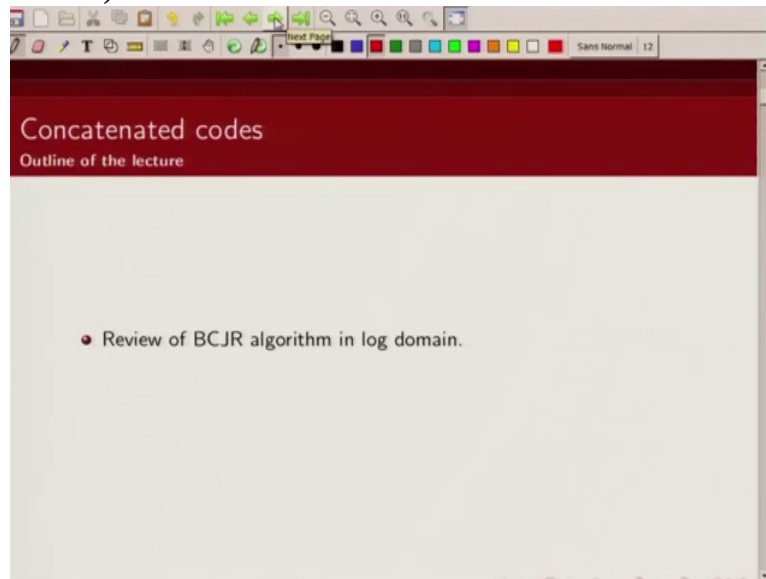 Next Page
Sans Normal 12
Concatenated codes
Outline of the lecture
Review of BCJR algorithm in log domain.